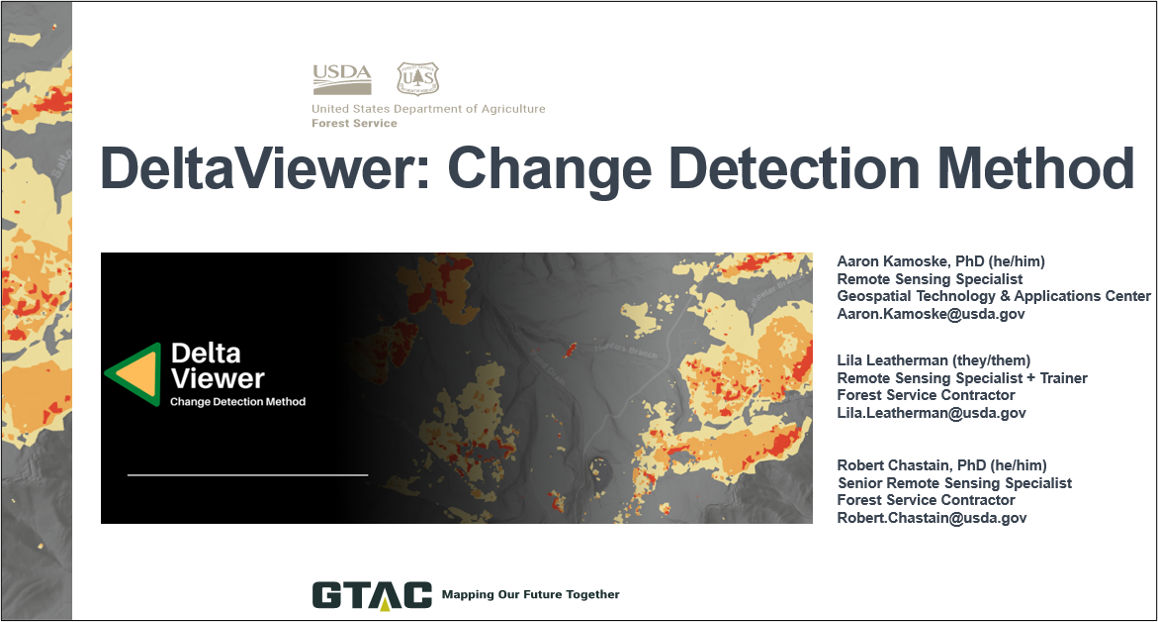 USDA
U S
United States Department of Agriculture
Forest Service
DeltaViewer: Change Detection Method
Delta
Viewer
Change Detection Method
Aaron Kamoske, PhD (he/him)
Remote Sensing Specialist
Geospatial Technology & Applications Center
Aaron.Kamoske@usda.gov
Lila Leatherman (they/them)
Remote Sensing Specialist + Trainer
Forest Service Contractor
Lila.Leatherman@usda.gov
Robert Chastain, PhD (he/him)
Senior Remote Sensing Specialist
Forest Service Contractor
Robert.Chastain@usda.gov
GTAC Mapping Our Future Together